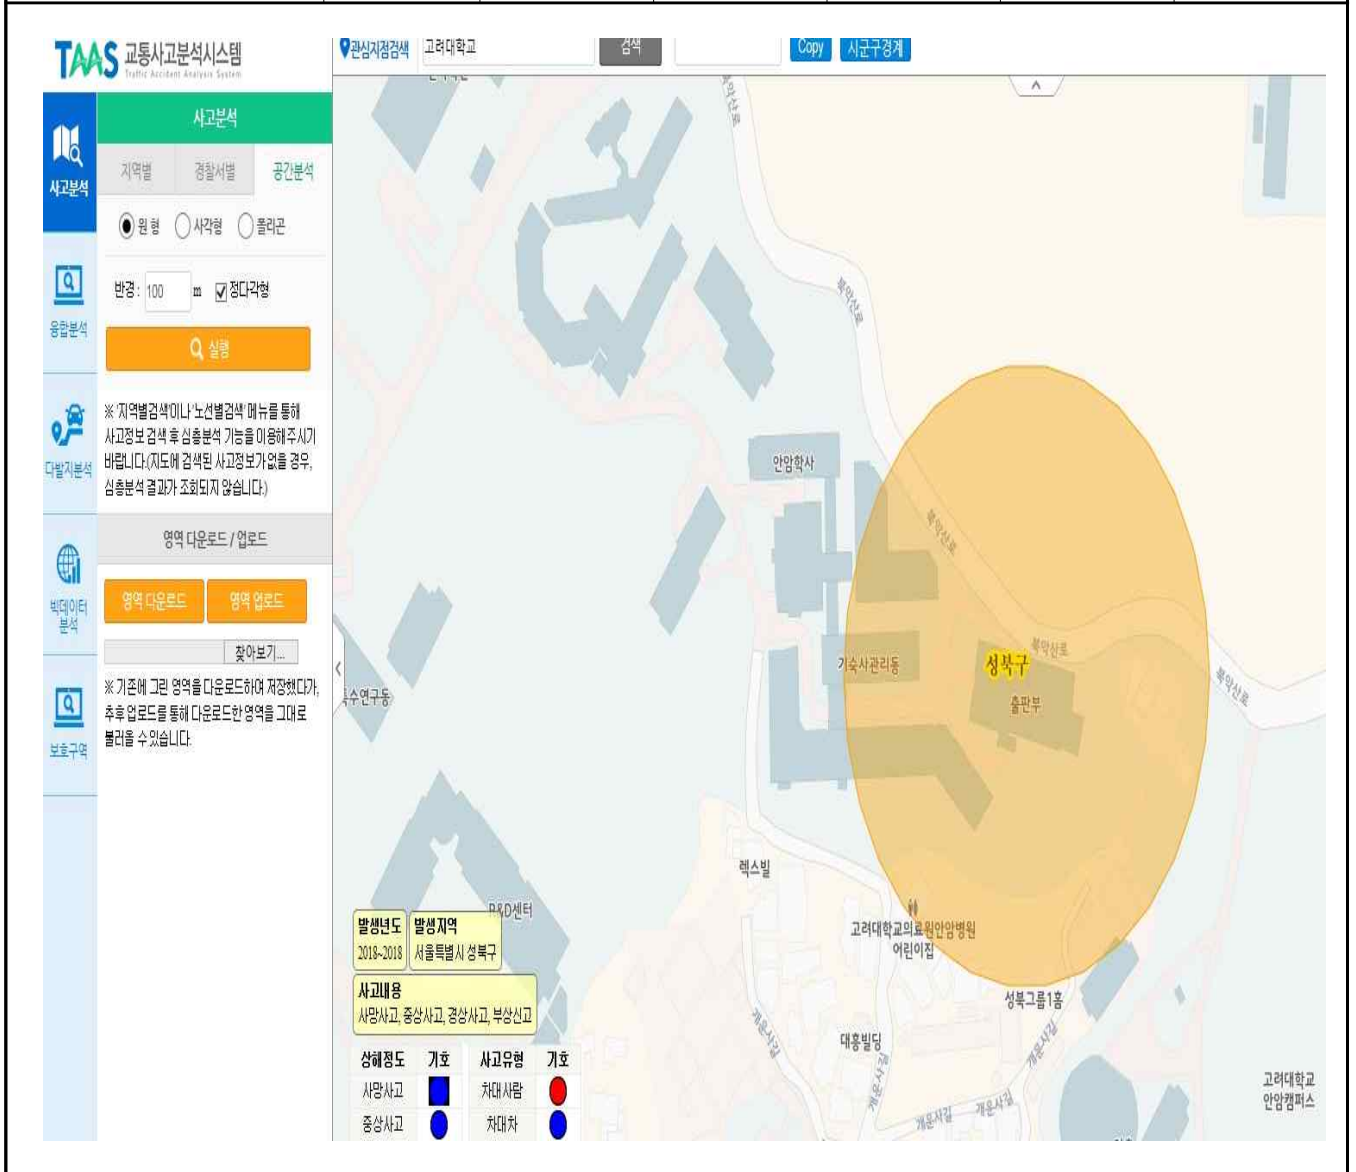 TAAS 교통사고분석시스템
Traffic Accident Analysis System
관심지점검색 고려대학교 검색 Copy 시군구경계
사고분석
사고분석
지역별 경찰서별 공간분석
원 형 사각형 폴리곤
반경 : 100 m 정다각형
실행
융합분석
※ '지역별검색'이나 '노선별검색' 메뉴를 통해
사고정보 검색 후 심층분석 기능을 이용해 주시기
바랍니다.(지도에 검색된 사고정보가 없을 경우,
심층분석 결과가 조회되지 않습니다.)
다발지분석
영역 다운로드 / 업로드
영역 다운로드 영역 업로드
빅데이터
분석
찾아보기...
※ 기존에 그린 영역을 다운로드하여 저장했다가,
추후 업로드를 통해 다운로드한 영역을 그대로
불러올 수 있습니다.
보호구역
북악산로
북악산로
안암학사
북악산로
기숙사관리동
성북구
북악산로
출판부
북악산로
특수연구동
렉스빌
R&D센터
고려대학교의료원안암병원
어린이집
성북그룹1홈
개운사길
대흥빌딩
개운사길
개운사길
개운사길
고려대학교
안암캠퍼스
발생년도 발생지역
2018~2018 서울특별시 성북구
사고내용
사망사고, 중상사고, 경상사고, 부상신고
상해정도 기호 사고유형 기호
사망사고 차대사람
중상사고 차대차